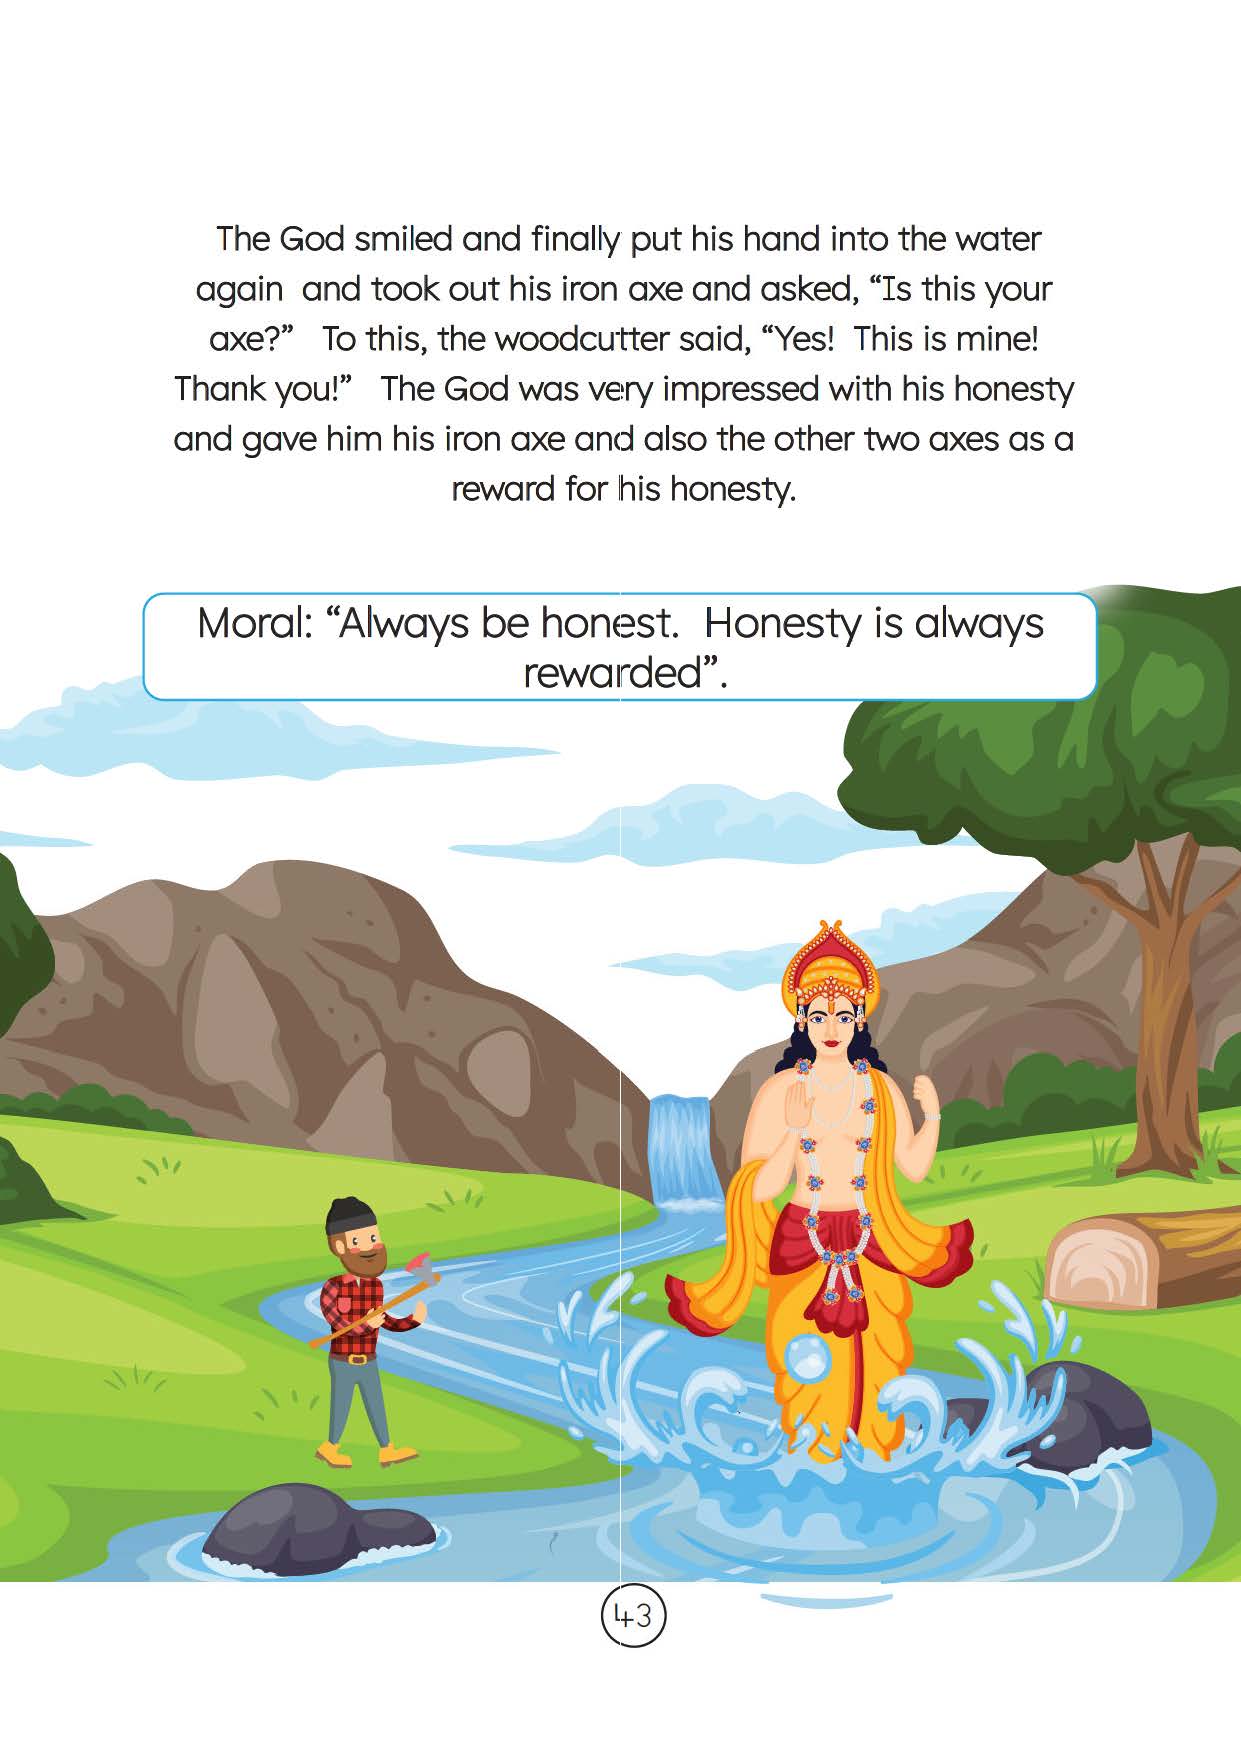 The God smiled and finally put his hand into the water
again  and took out his iron axe and asked, “Is this your
axe?”   To this, the woodcutter said, “Yes!  This is mine!
Thank you!”   The God was very impressed with his honesty
and gave him his iron axe and also the other two axes as a
reward for his honesty.
Moral: “Always be honest.  Honesty is always
rewarded”.
43